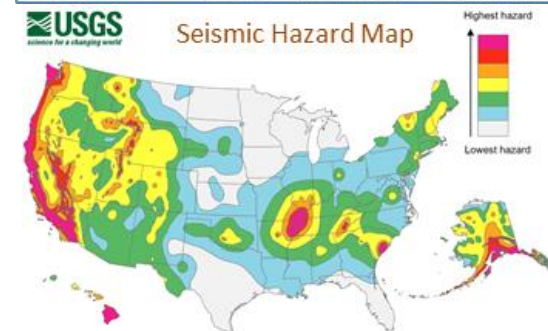 USGS
science for a changing world
Seismic Hazard Map
Highest hazard
Lowest hazard